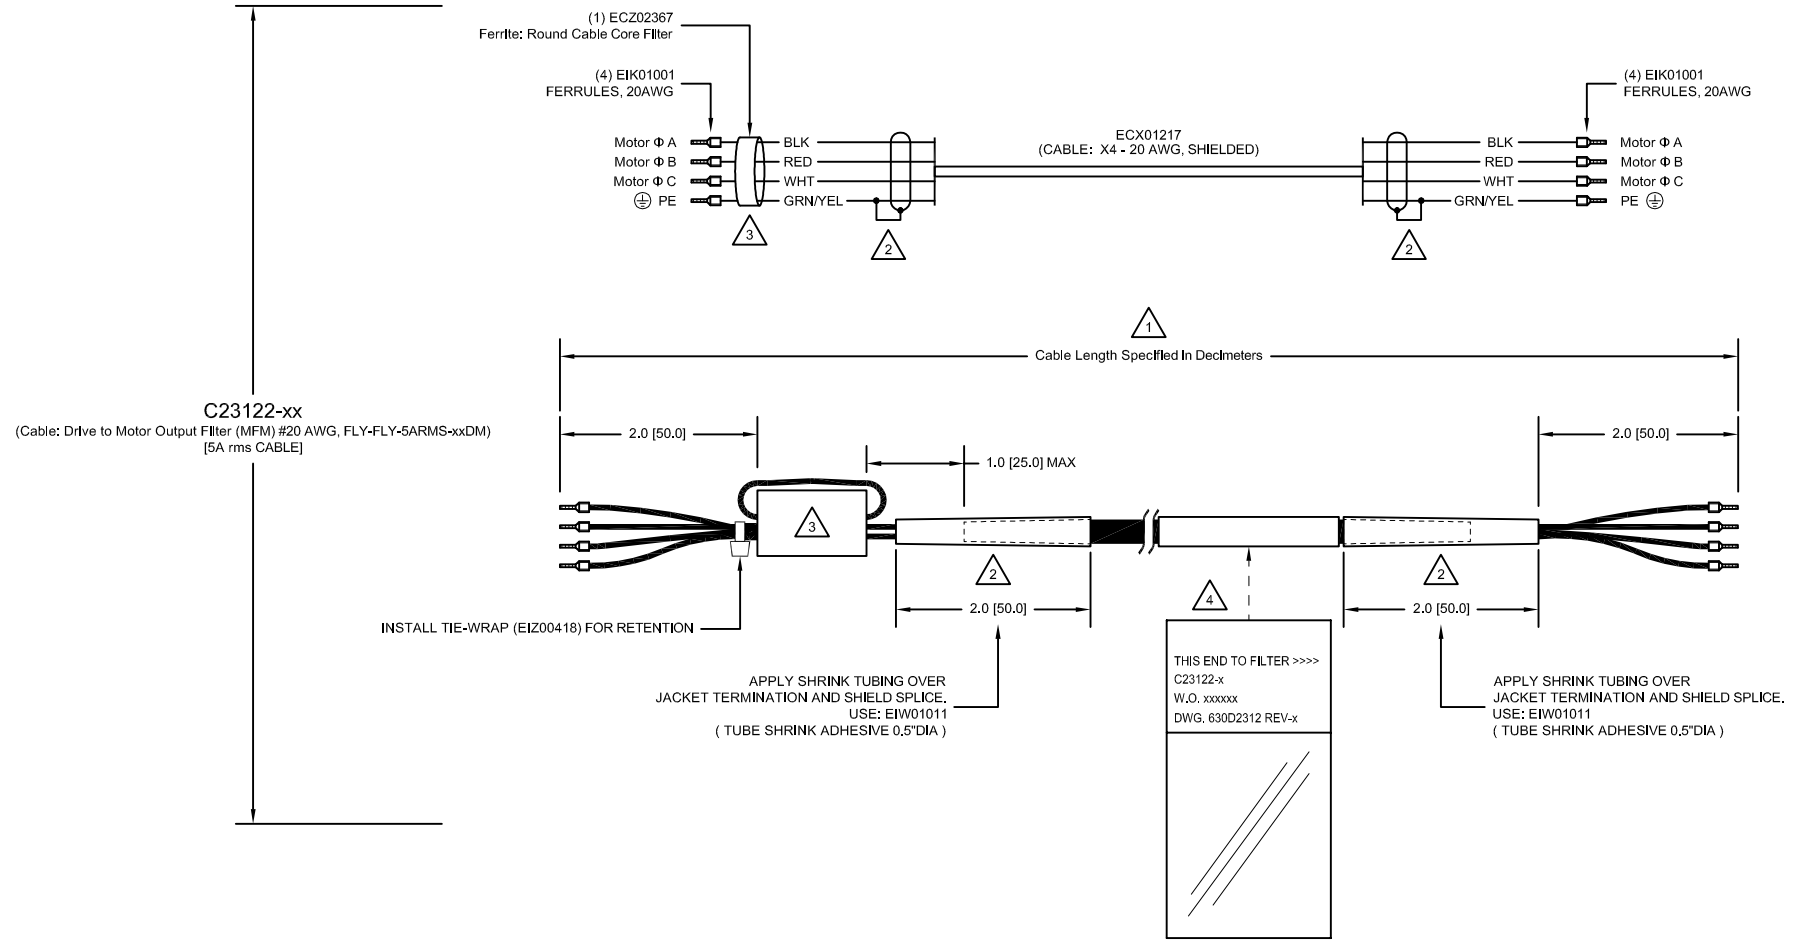 (1) ECZ02367
Ferrite: Round Cable Core Filter
(4) EIK01001
FERRULES, 20AWG
(4) EIK01001
FERRULES, 20AWG
Motor Φ A
BLK
ECX01217
(CABLE: X4 - 20 AWG, SHIELDED)
BLK
Motor Φ A
Motor Φ B
RED
RED
Motor Φ B
Motor Φ C
WHT
WHT
Motor Φ C
PE
GRN/YEL
GRN/YEL
PE
3
2
2
1
Cable Length Specified In Decimeters
C23122-xx
(Cable: Drive to Motor Output Filter (MFM) #20 AWG, FLY-FLY-5ARMS-xxDM)
[5A rms CABLE]
2.0 [50.0]
2.0 [50.0]
1.0 [25.0] MAX
3
2
2
4
2.0 [50.0]
2.0 [50.0]
INSTALL TIE-WRAP (EIZ00418) FOR RETENTION
APPLY SHRINK TUBING OVER
JACKET TERMINATION AND SHIELD SPLICE.
USE: EIW01011
( TUBE SHRINK ADHESIVE 0.5"DIA )
THIS END TO FILTER >>>>
C23122-x
W.O. xxxxxx
DWG. 630D2312 REV-x
APPLY SHRINK TUBING OVER
JACKET TERMINATION AND SHIELD SPLICE.
USE: EIW01011
( TUBE SHRINK ADHESIVE 0.5"DIA )